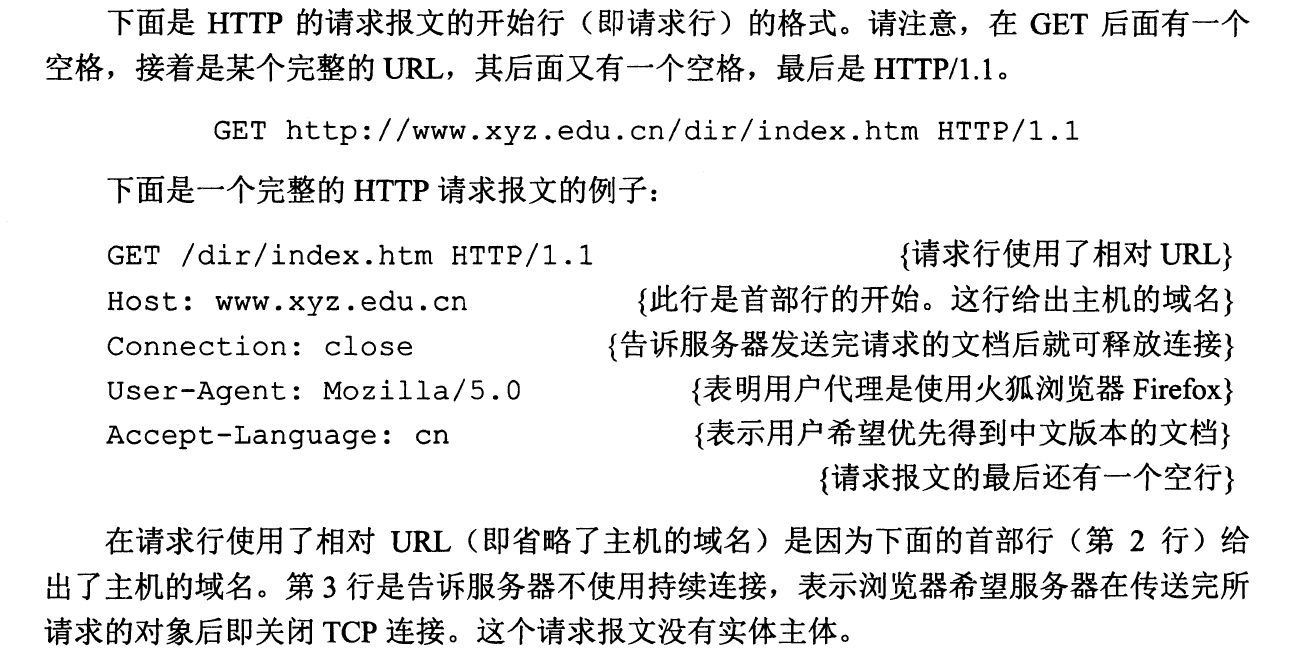 下面是 HTTP 的请求报文的开始行（即请求行）的格式。请注意，在 GET 后面有一个
空格，接着是某个完整的 URL，其后面又有一个空格，最后是 HTTP/1.1。
GET http://www.xyz.edu.cn/dir/index.htm HTTP/1.1
下面是一个完整的 HTTP 请求报文的例子：
GET /dir/index.htm HTTP/1.1 {请求行使用了相对 URL}
Host: www.xyz.edu.cn {此行是首部行的开始。这行给出主机的域名}
Connection: close {告诉服务器发送完请求的文档后就可释放连接}
User-Agent: Mozilla/5.0 {表明用户代理是使用火狐浏览器 Firefox}
Accept-Language: cn {表示用户希望优先得到中文版本的文档}
{请求报文的最后还有一个空行}
在请求行使用了相对 URL（即省略了主机的域名）是因为下面的首部行（第 2 行）给
出了主机的域名。第 3 行是告诉服务器不使用持续连接，表示浏览器希望服务器在传送完所
请求的对象后即关闭 TCP 连接。这个请求报文没有实体主体。